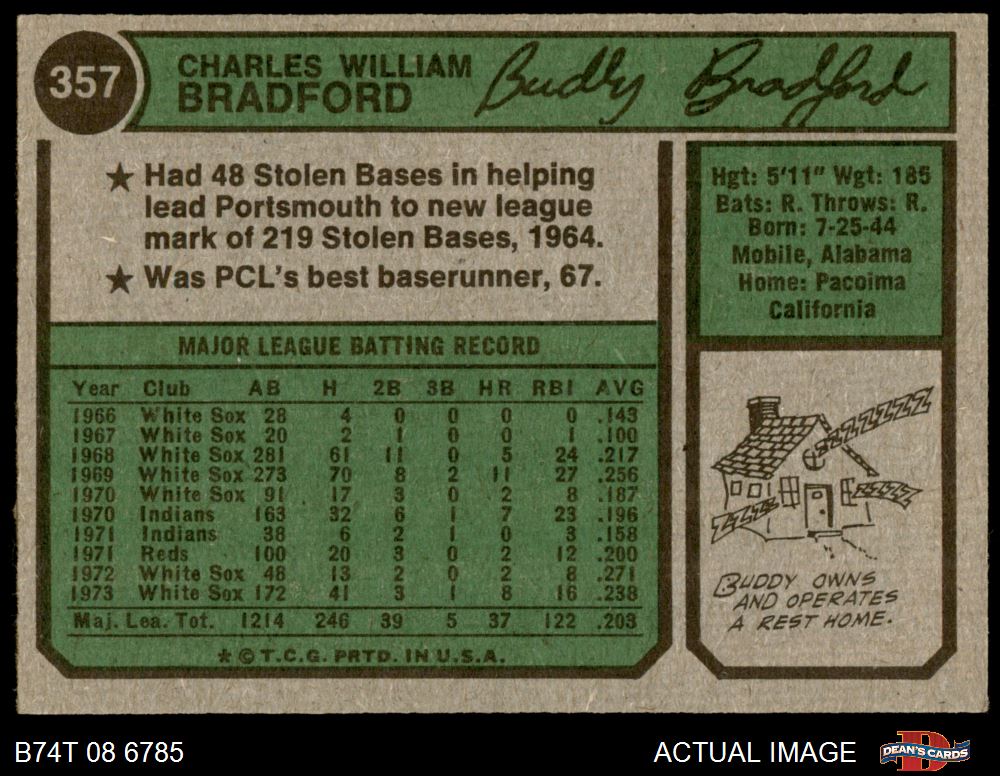 357
CHARLES WILLIAM
BRADFORD
Buddy Bradford
★ Had 48 Stolen Bases in helping
lead Portsmouth to new league
mark of 219 Stolen Bases, 1964.
★ Was PCL's best baserunner, 67.
Hgt: 5'11" Wgt: 185
Bats: R. Throws: R.
Born: 7-25-44
Mobile, Alabama
Home: Pacoima
California
MAJOR LEAGUE BATTING RECORD
Year Club AB H 2B 3B HR RBI AVG
1966 White Sox 28 4 0 0 0 0 .143
1967 White Sox 20 2 1 0 0 1 .100
1968 White Sox 281 61 11 0 5 24 .217
1969 White Sox 273 70 8 2 11 27 .256
1970 White Sox 91 17 3 0 2 8 .187
1970 Indians 163 32 6 1 7 23 .196
1971 Indians 38 6 2 1 0 3 .158
1971 Reds 100 20 3 0 2 12 .200
1972 White Sox 48 13 2 0 2 8 .271
1973 White Sox 172 41 3 1 8 16 .238
Maj. Lea. Tot. 1214 246 39 5 37 122 .203
★ © T.C.G. PRTD. IN U.S.A.
ZZZZZZZ
ZZZZ
ZZZZ
BUDDY OWNS
AND OPERATES
A REST HOME.
B74T 08 6785
ACTUAL IMAGE
D
DEAN'S CARDS